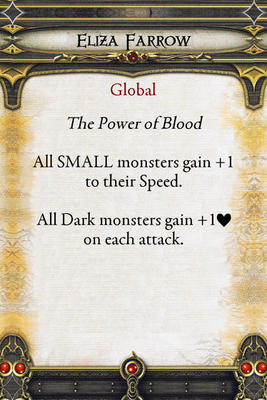 Eliza Farrow
Global
The Power of Blood
All SMALL monsters gain +1
to their Speed.
All Dark monsters gain +1♥
on each attack.